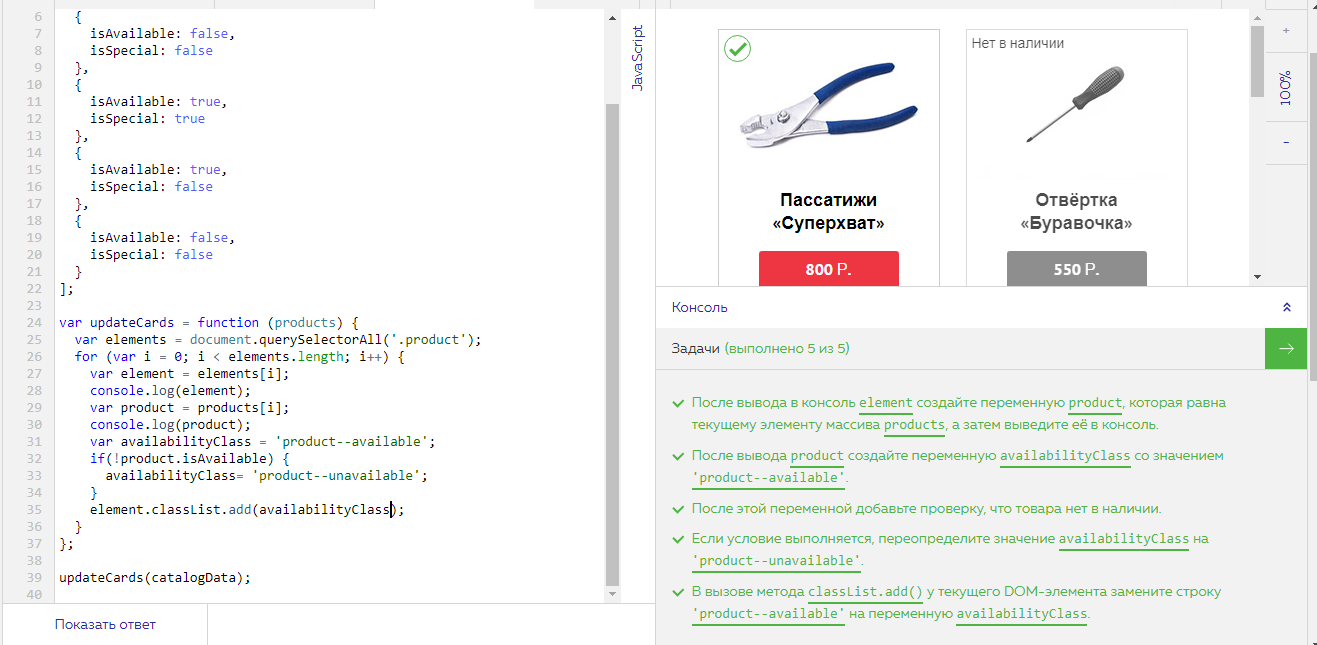 6 {
7 isAvailable: false,
8 isSpecial: false
9 },
10 {
11 isAvailable: true,
12 isSpecial: true
13 },
14 {
15 isAvailable: true,
16 isSpecial: false
17 },
18 {
19 isAvailable: false,
20 isSpecial: false
21 }
22 ];
23
24 var updateCards = function (products) {
25 var elements = document.querySelectorAll('.product');
26 for (var i = 0; i < elements.length; i++) {
27 var element = elements[i];
28 console.log(element);
29 var product = products[i];
30 console.log(product);
31 var availabilityClass = 'product--available';
32 if(!product.isAvailable) {
33 availabilityClass= 'product--unavailable';
34 }
35 element.classList.add(availabilityClass);
36 }
37 };
38
39 updateCards(catalogData);
40
Показать ответ
JavaScript
Нет в наличии
Пассатижи
«Суперхват»
800 Р.
Отвёртка
«Буравочка»
550 Р.
+
100%
-
Консоль
Задачи (выполнено 5 из 5)
После вывода в консоль element создайте переменную product, которая равна
текущему элементу массива products, а затем выведите её в консоль.
После вывода product создайте переменную availabilityClass со значением
'product--available'.
После этой переменной добавьте проверку, что товара нет в наличии.
Если условие выполняется, переопределите значение availabilityClass на
'product--unavailable'.
В вызове метода classList.add() у текущего DOM-элемента замените строку
'product--available' на переменную availabilityClass.